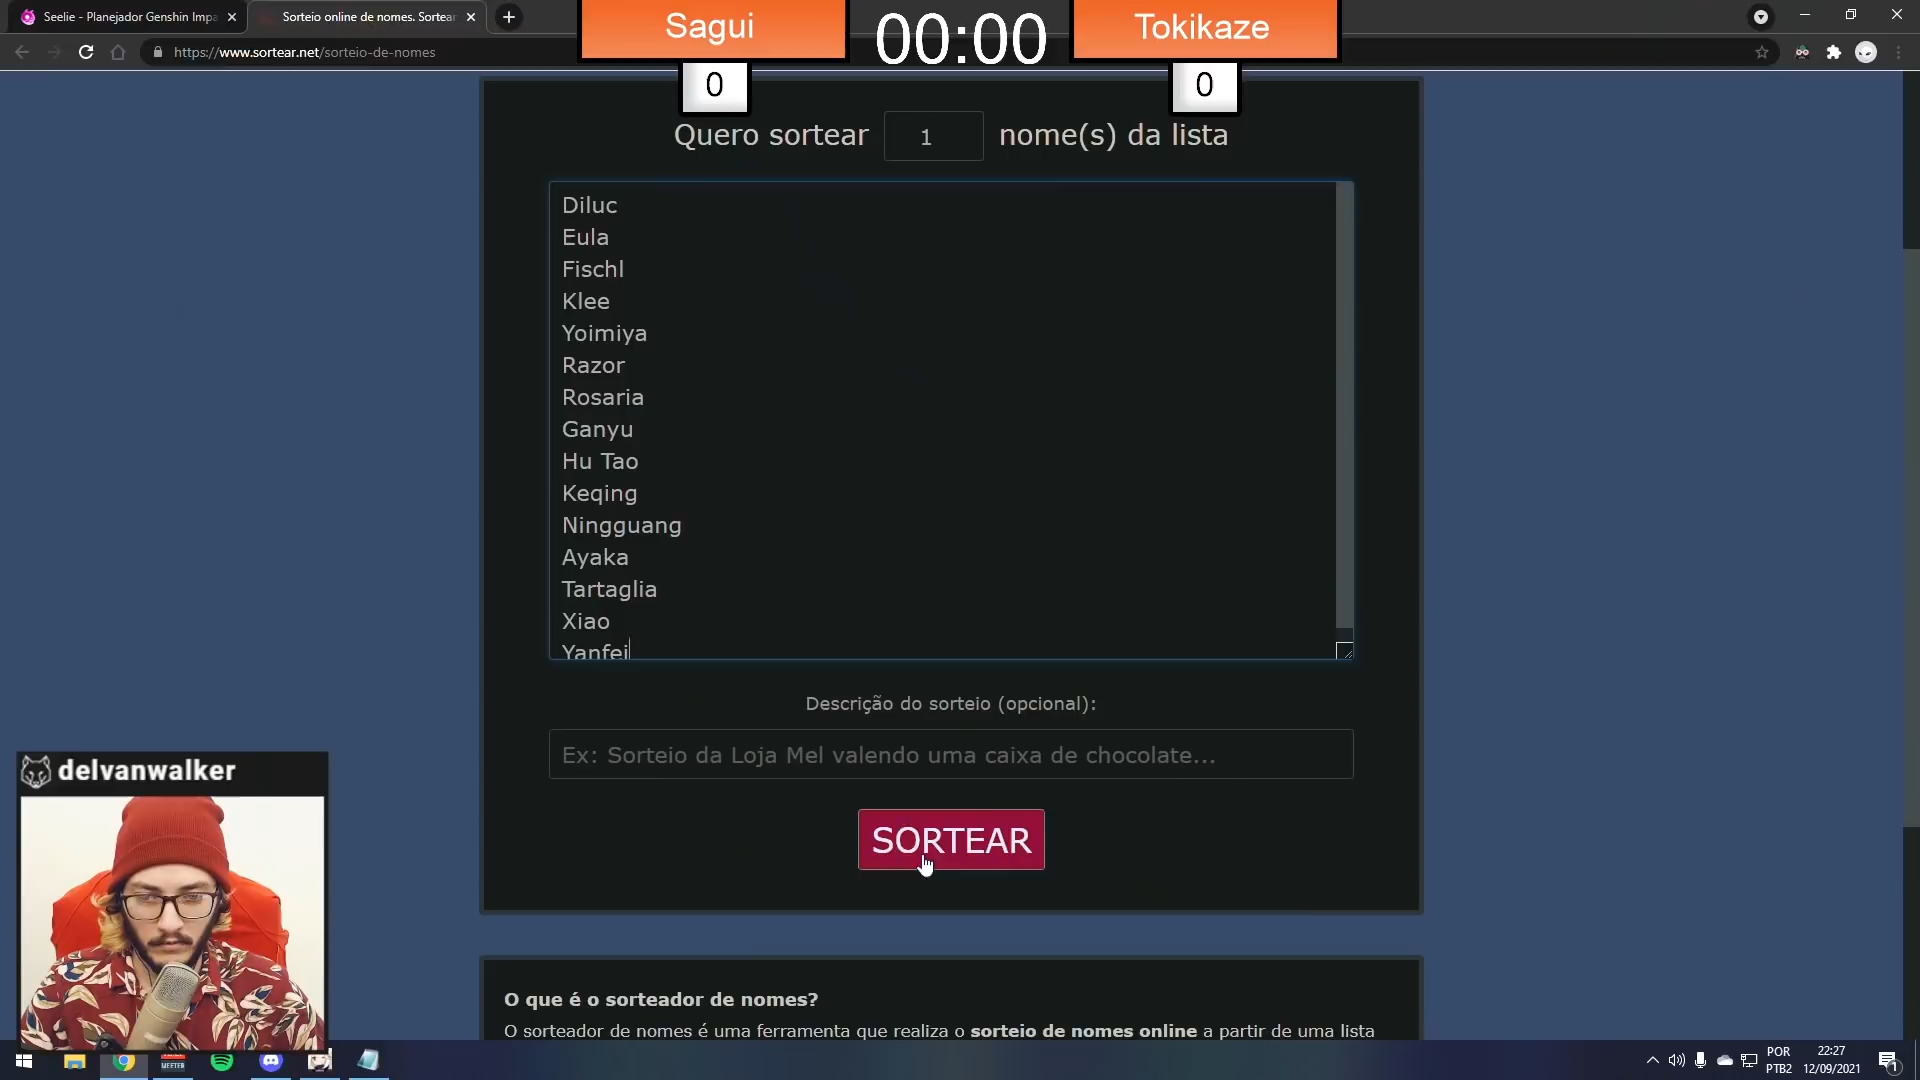 Seelie - Planejador Genshin Impa
Sorteio online de nomes. Sortear
https://www.sortear.net/sorteio-de-nomes
Sagui
00:00
Tokikaze
0
0
Quero sortear 1 nome(s) da lista
Diluc
Eula
Fischl
Klee
Yoimiya
Razor
Rosaria
Ganyu
Hu Tao
Keqing
Ningguang
Ayaka
Tartaglia
Xiao
Yanfei
Descrição do sorteio (opcional):
Ex: Sorteio da Loja Mel valendo uma caixa de chocolate...
SORTEAR
delvanwalker
O que é o sorteador de nomes?
O sorteador de nomes é uma ferramenta que realiza o sorteio de nomes online a partir de uma lista
MEETER
POR
PTB2
22:27
12/09/2021
1